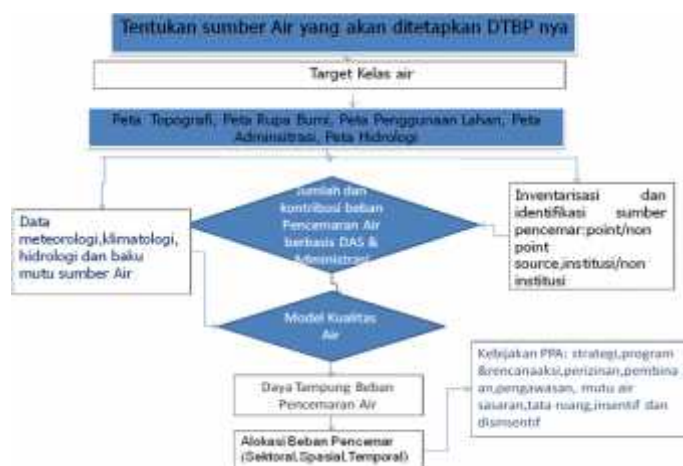 Tentukan sumber Air yang akan ditetapkan DTBP nya
Target Kelas air
Peta Topografi, Peta Rupa Bumi, Peta Penggunaan Lahan, Peta
Adminsitrasi, Peta Hidrologi
Jumlah dan
kontribusi beban
Pencemaran Air
berbasis DAS &
Administrasi
Data
meteorologi,klimatologi,
hidrologi dan baku
mutu sumber Air
Inventarisasi dan
identifikasi sumber
pencemar:point/non
point
source,institusi/non
institusi
Model Kualitas
Air
Daya Tampung Beban
Pencemaran Air
Alokasi Beban Pencemar
(Sektoral,Spasial,Temporal)
Kebijakan PPA: strategi,program
&rencanaaksi,perizinan,pembina
an,pengawasan, mutu air
sasaran,tata ruang,insentif dan
disinsentif